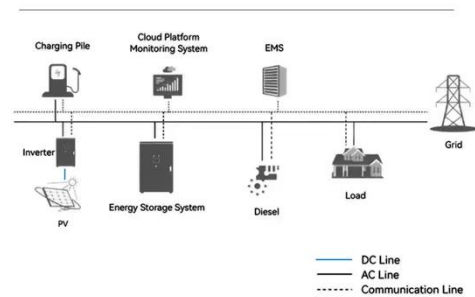 Charging Pile
Cloud Platform
Monitoring System
EMS
Grid
Inverter
PV
Energy Storage System
Diesel
Load
DC Line
AC Line
Communication Line